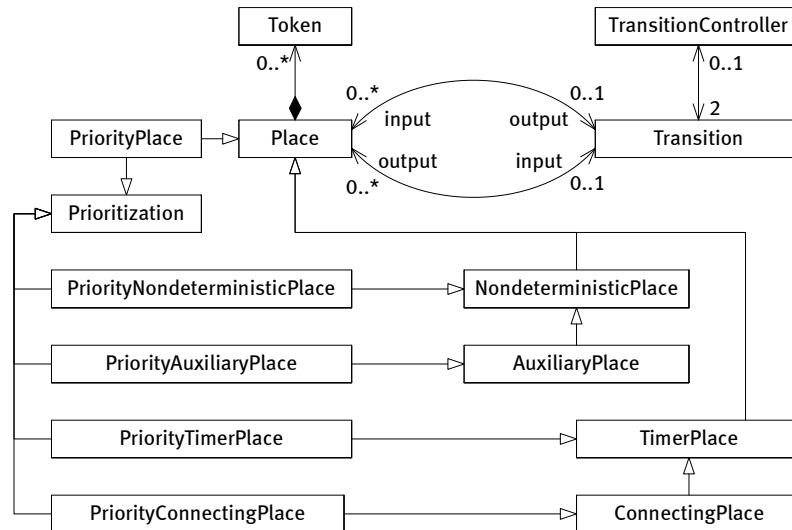 Token
TransitionController
0..*
0..1
0..*
0..1
2
PriorityPlace
Place
input
output
Transition
output
input
0..*
0..1
Prioritization
PriorityNondeterministicPlace
NondeterministicPlace
PriorityAuxiliaryPlace
AuxiliaryPlace
PriorityTimerPlace
TimerPlace
PriorityConnectingPlace
ConnectingPlace